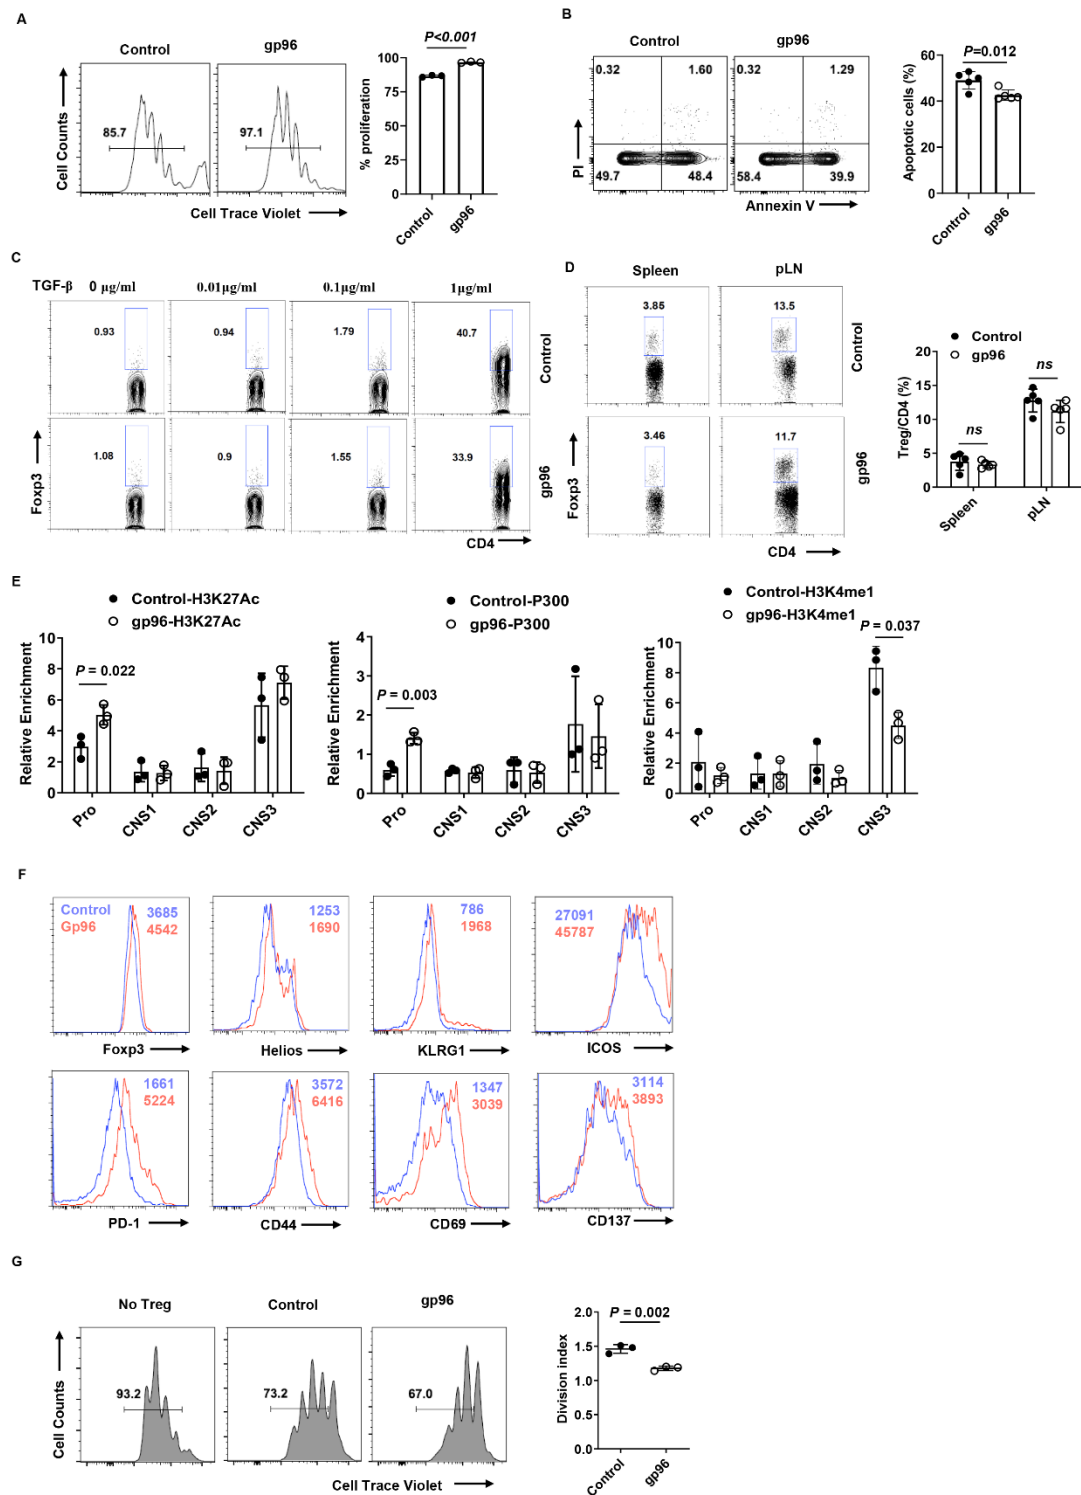 A
Control
gp96
Cell Counts
85.7
97.1
Cell Trace Violet
P<0.001
% proliferation
100
75
50
25
0
Control
gp96
B
Control
gp96
0.32
1.60
0.32
1.29
49.7
48.4
58.4
39.9
PI
Annexin V
P=0.012
Apoptotic cells (%)
60
40
20
0
Control
gp96
C
TGF-β
0 μg/ml
0.01μg/ml
0.1μg/ml
1μg/ml
0.93
0.94
1.79
40.7
Control
1.08
0.9
1.55
33.9
gp96
Foxp3
CD4
D
Spleen
pLN
3.85
13.5
Control
3.46
11.7
gp96
Foxp3
CD4
Control
gp96
Treg/CD4 (%)
20
15
10
5
0
ns
ns
Spleen
pLN
E
Control-H3K27Ac
gp96-H3K27Ac
Relative Enrichment
10
8
6
4
2
0
P = 0.022
Pro
CNS1
CNS2
CNS3
Control-P300
gp96-P300
Relative Enrichment
4
3
2
1
0
P = 0.003
Pro
CNS1
CNS2
CNS3
Control-H3K4me1
gp96-H3K4me1
Relative Enrichment
10
8
6
4
2
0
P = 0.037
Pro
CNS1
CNS2
CNS3
F
Control
Gp96
3685
4542
Foxp3
1253
1690
Helios
786
1968
KLRG1
27091
45787
ICOS
1661
5224
PD-1
3572
6416
CD44
1347
3039
CD69
3114
3893
CD137
G
No Treg
Control
gp96
Cell Counts
93.2
73.2
67.0
Cell Trace Violet
P = 0.002
Division index
2.0
1.5
1.0
0.5
0.0
Control
gp96